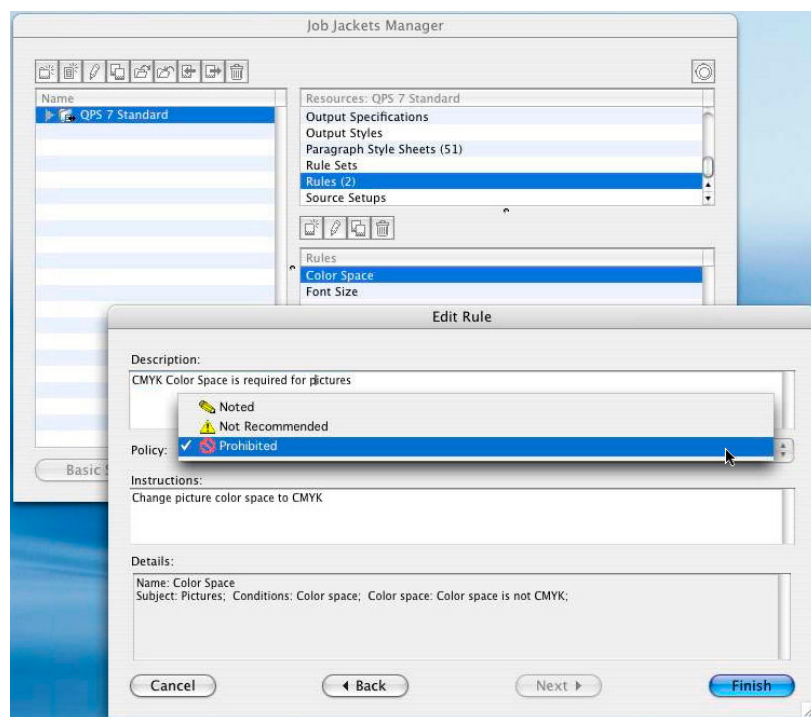 Job Jackets Manager
Name
QPS 7 Standard
Resources: QPS 7 Standard
Output Specifications
Output Styles
Paragraph Style Sheets (51)
Rule Sets
Rules (2)
Source Setups
Rules
Color Space
Font Size
Basic
Edit Rule
Description:
CMYK Color Space is required for pictures
Noted
Not Recommended
Policy:
Prohibited
Instructions:
Change picture color space to CMYK
Details:
Name: Color Space
Subject: Pictures; Conditions: Color space; Color space: Color space is not CMYK;
Cancel
Back
Next
Finish